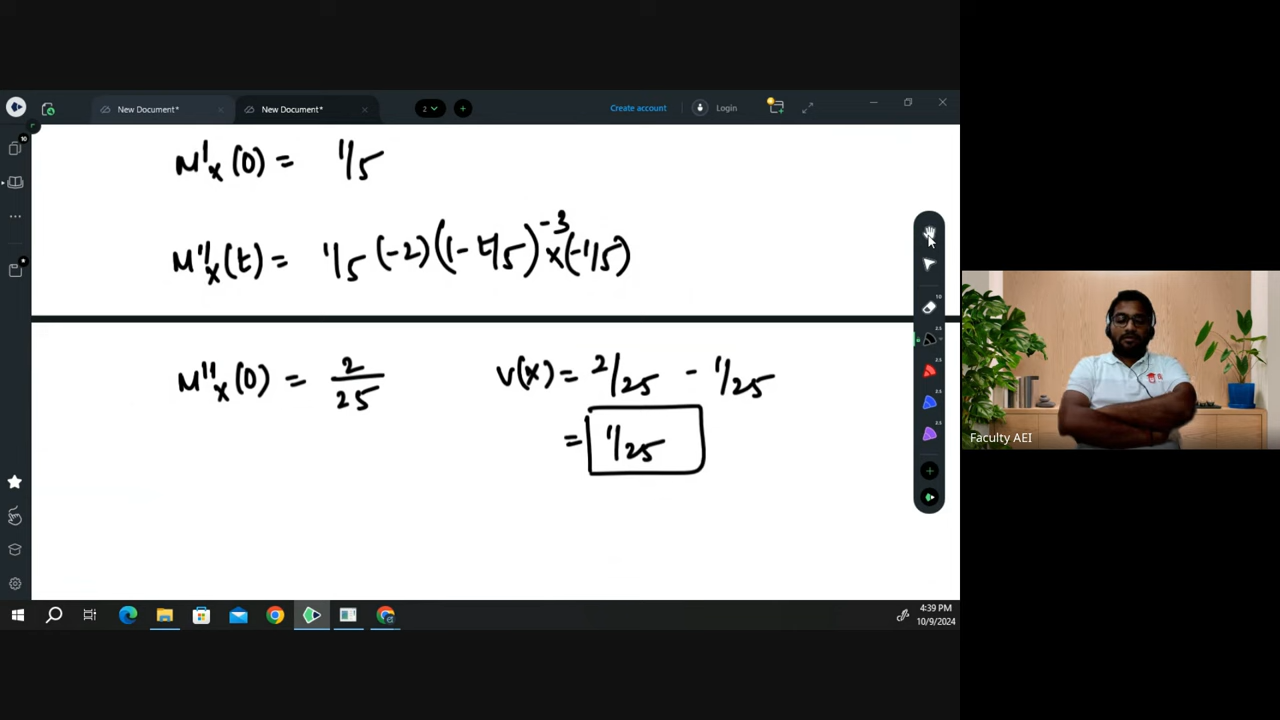 New Document*
New Document*
2
Create account
Login
M'x(0) = 1/5
M''x(t) = 1/5 (-2) (1 - t/5)^-3 x (-1/5)
M''x(0) = 2/25
V(x) = 2/25 - 1/25
= 1/25
Faculty AEI
4:39 PM
10/9/2024